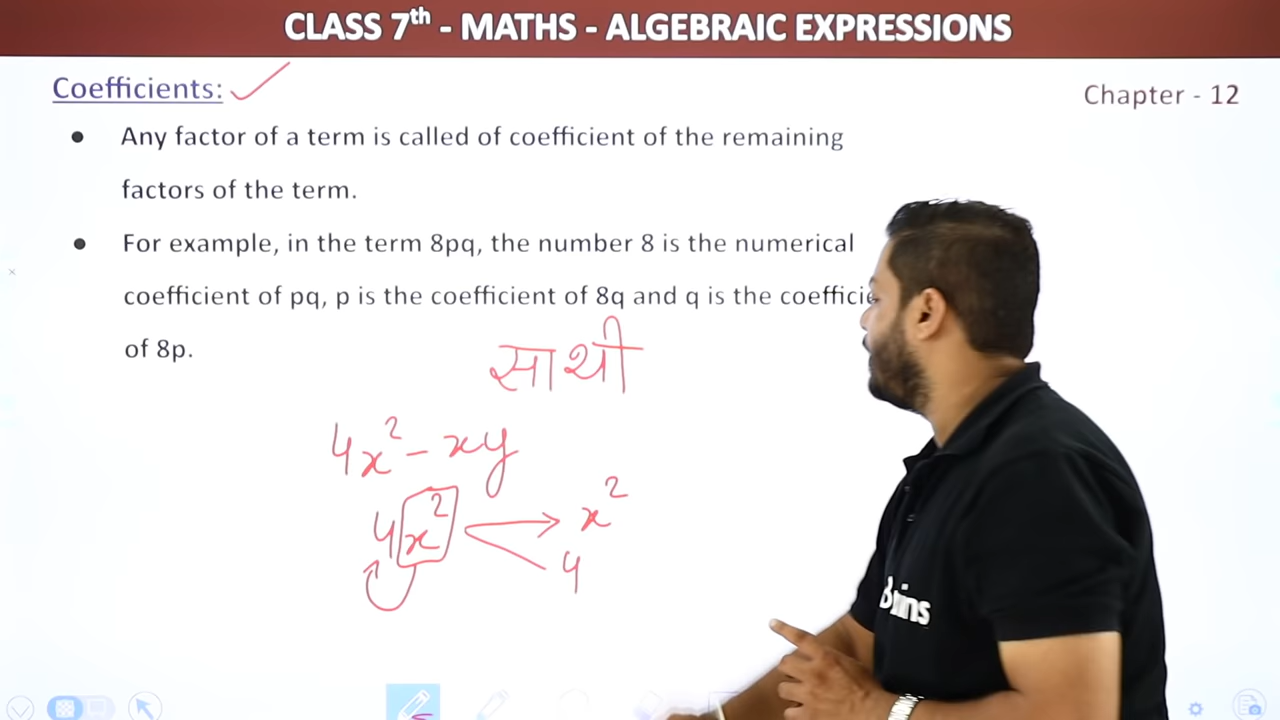 CLASS 7th - MATHS - ALGEBRAIC EXPRESSIONS
Coefficients:
Chapter - 12
Any factor of a term is called of coefficient of the remaining
factors of the term.
For example, in the term 8pq, the number 8 is the numerical
coefficient of pq, p is the coefficient of 8q and q is the
of 8p.
साथी
4x² - xy
4x² x²
4